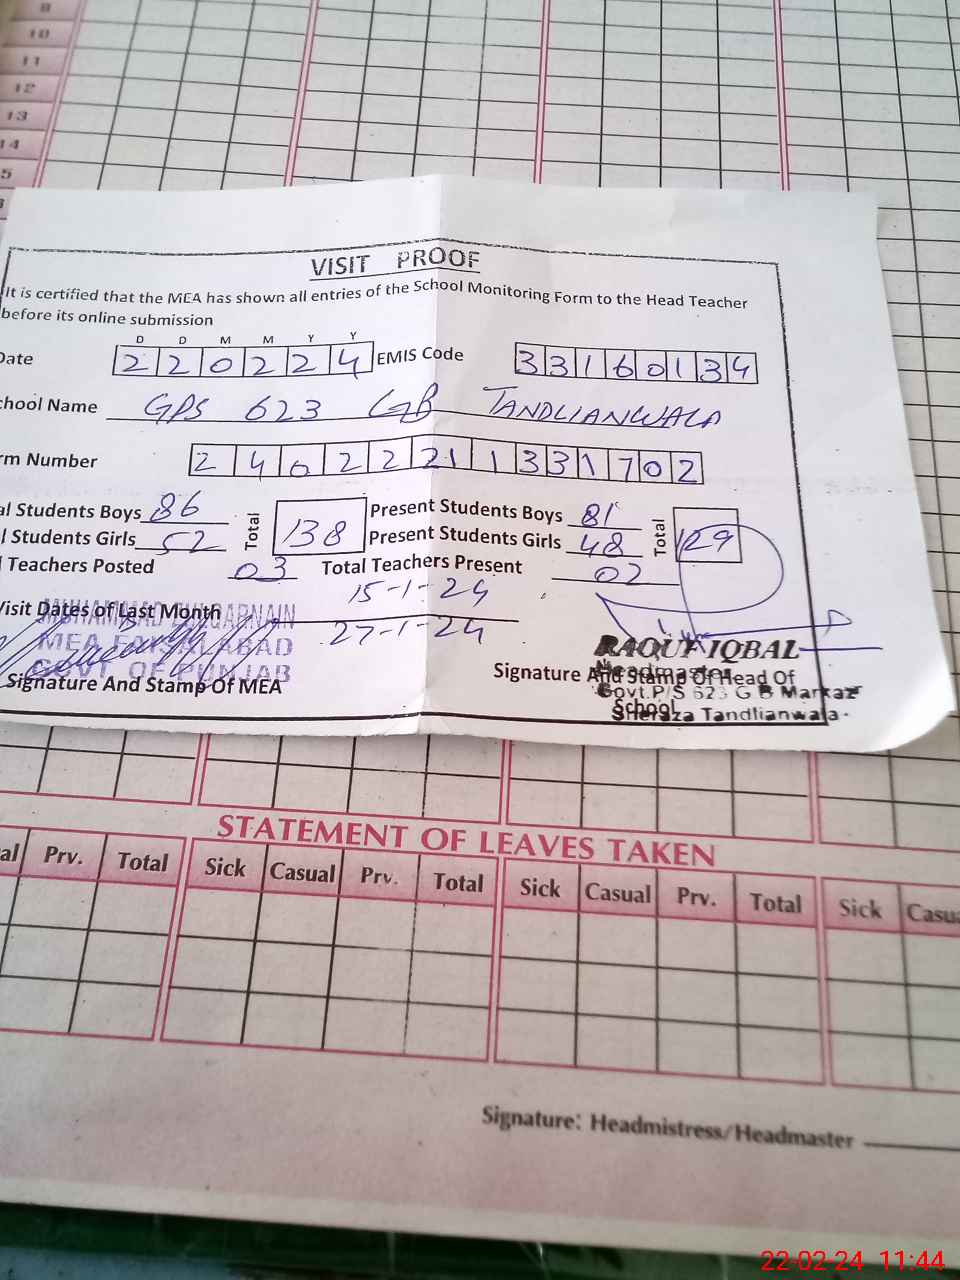 9
10
11
12
13
14
15
VISIT PROOF
It is certified that the MEA has shown all entries of the School Monitoring Form to the Head Teacher
before its online submission
D D M M Y Y
Date 2 2 0 2 2 4 EMIS Code 3 3 1 6 0 1 3 4
chool Name GPS 623 GB TANDLIANWALA
rm Number 2 4 0 2 2 2 1 1 3 3 1 7 0 2
al Students Boys 86 Total 138 Present Students Boys 81 Total 129
l Students Girls 52 Present Students Girls 48
l Teachers Posted 03 Total Teachers Present 02
15-1-24
Visit Dates of Last Month 27-1-24
MUHAMMAD ZULQARNAIN
MEA FAISALABAD
GOVT OF PUNJAB
Signature And Stamp Of MEA
RAQUF IQBAL
Headmaster
Signature And Stamp Of Head Of
School
Govt.P/S 623 G B Markaz
Sheraza Tandlianwala.
STATEMENT OF LEAVES TAKEN
al Prv. Total Sick Casual Prv. Total Sick Casual Prv. Total Sick Casua
Signature: Headmistress/Headmaster
22-02-24 11:44